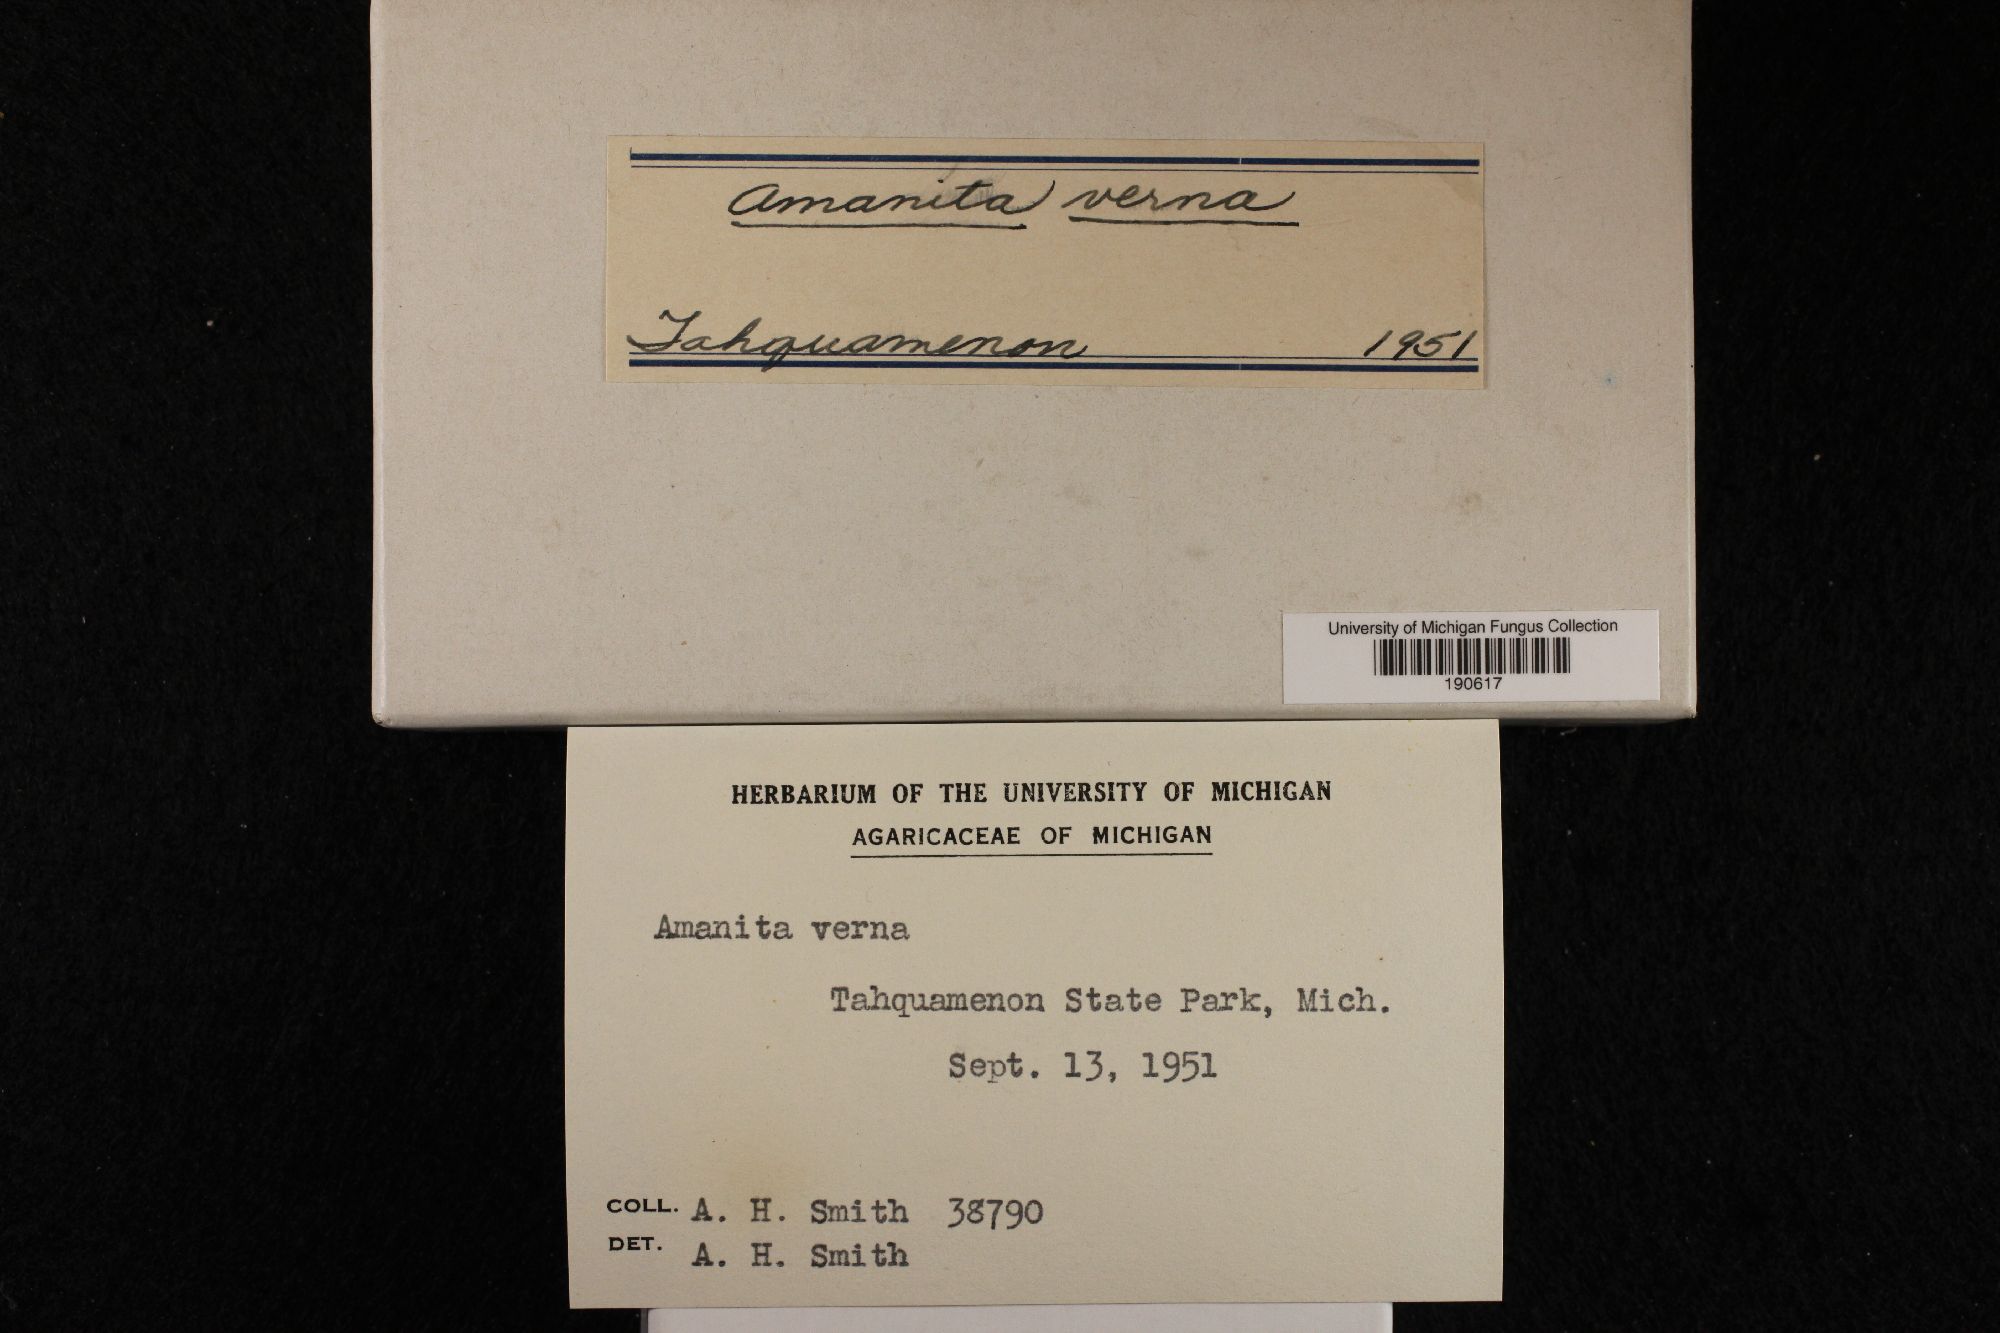 Amanita verna
Tahquamenon 1951
University of Michigan Fungus Collection
190617
HERBARIUM OF THE UNIVERSITY OF MICHIGAN
AGARICACEAE OF MICHIGAN
Amanita verna
Tahquamenon State Park, Mich.
Sept. 13, 1951
COLL. A. H. Smith 38790
DET. A. H. Smith